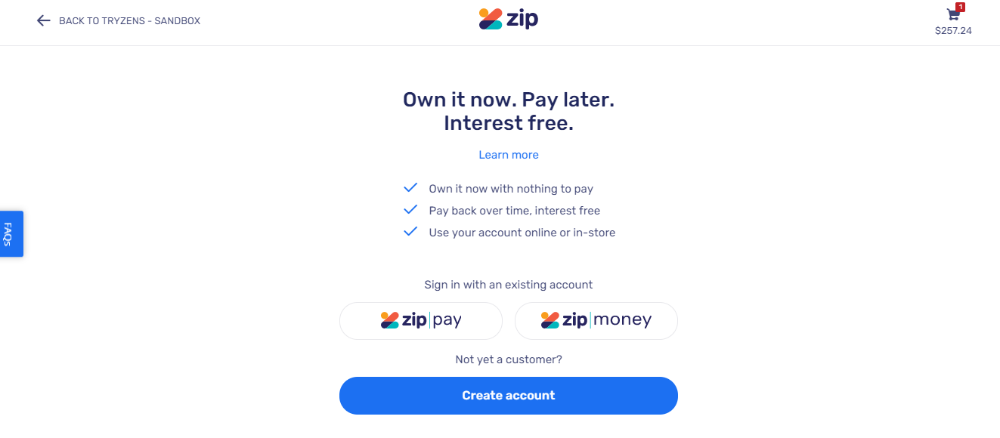 BACK TO TRYZENS - SANDBOX
zip
1
$257.24
Own it now. Pay later.
Interest free.
Learn more
Own it now with nothing to pay
Pay back over time, interest free
Use your account online or in-store
FAQs
Sign in with an existing account
zip pay
zip money
Not yet a customer?
Create account